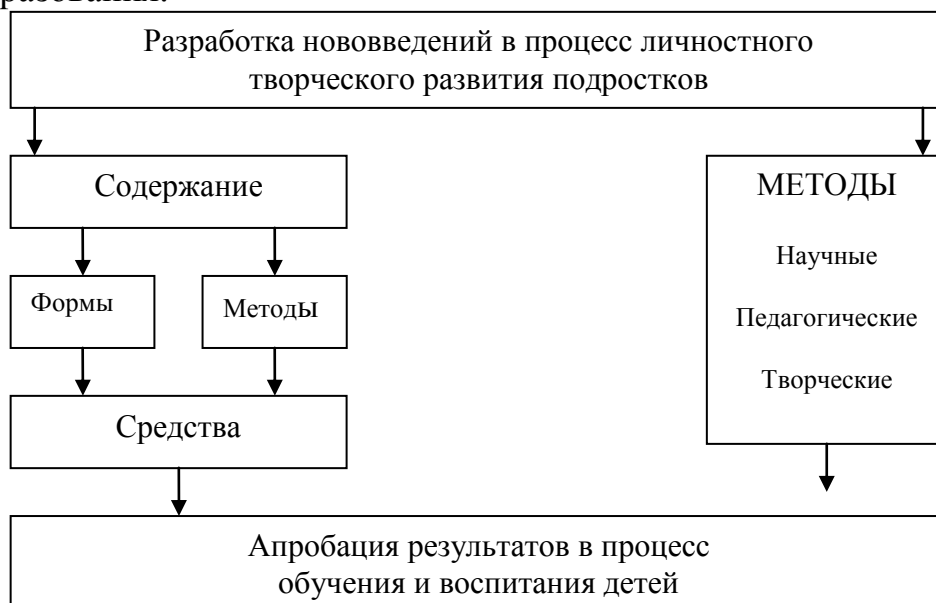 Разработка нововведений в процесс личностного
творческого развития подростков
Содержание
Формы
Методы
Средства
МЕТОДЫ
Научные
Педагогические
Творческие
Апробация результатов в процесс
обучения и воспитания детей